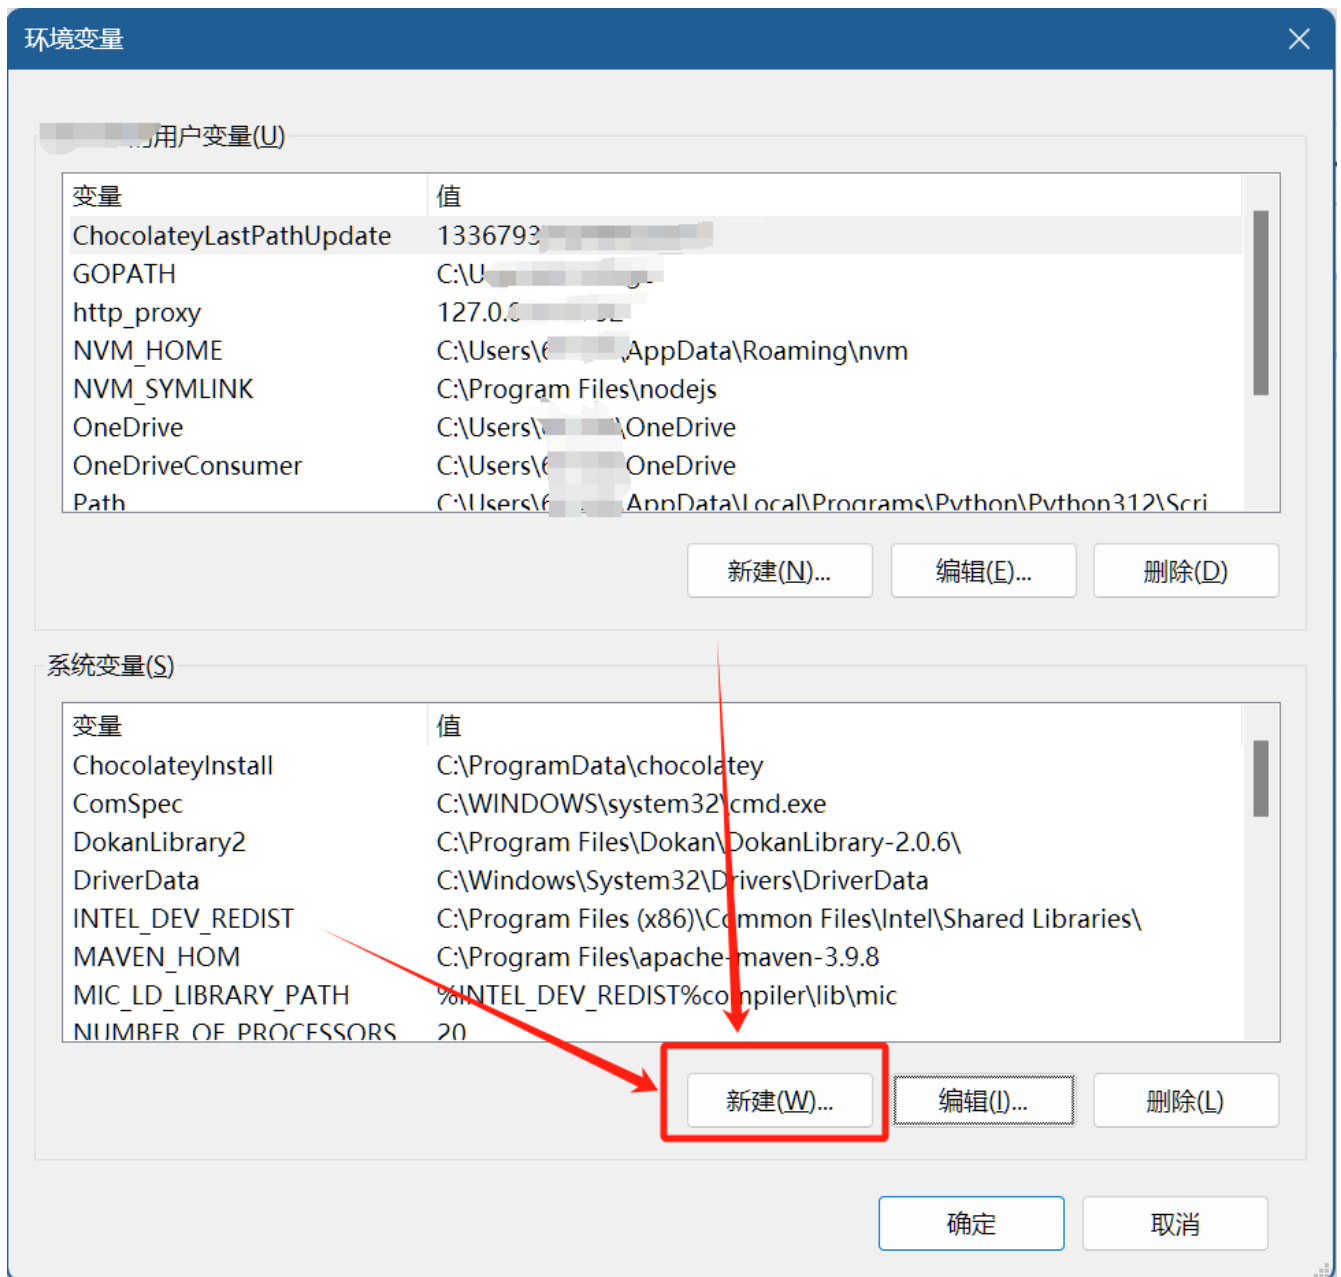 环境变量
用户变量(U)
变量 值
ChocolateyLastPathUpdate 1336793
GOPATH C:\U
http_proxy 127.0.
NVM_HOME C:\Users\6 \AppData\Roaming\nvm
NVM_SYMLINK C:\Program Files\nodejs
OneDrive C:\Users\ \OneDrive
OneDriveConsumer C:\Users\6 OneDrive
Path C:\Users\6 AppData\Local\Programs\Python\Python312\Scri
新建(N)... 编辑(E)... 删除(D)
系统变量(S)
变量 值
ChocolateyInstall C:\ProgramData\chocolatey
ComSpec C:\WINDOWS\system32\cmd.exe
DokanLibrary2 C:\Program Files\Dokan\DokanLibrary-2.0.6\
DriverData C:\Windows\System32\Drivers\DriverData
INTEL_DEV_REDIST C:\Program Files (x86)\Common Files\Intel\Shared Libraries\
MAVEN_HOM C:\Program Files\apache-maven-3.9.8
MIC_LD_LIBRARY_PATH %INTEL_DEV_REDIST%compiler\lib\mic
NUMBER_OF_PROCESSORS 20
新建(W)... 编辑(I)... 删除(L)
确定 取消